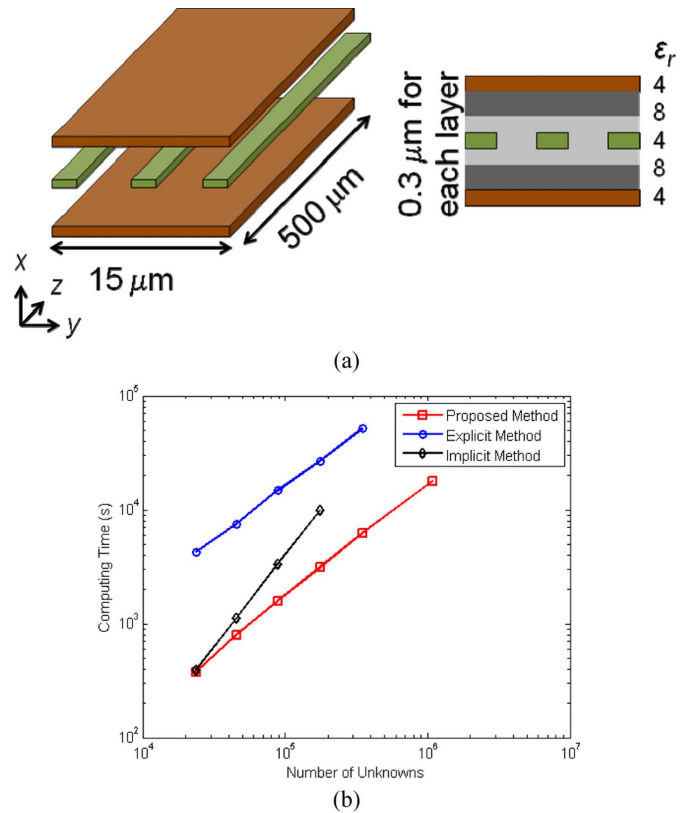 εr
4
8
4
8
4
0.3 μm for
each layer
500 μm
15 μm
x
z
y
(a)
10^5
10^4
10^3
10^2
Computing Time (s)
Proposed Method
Explicit Method
Implicit Method
10^4
10^5
10^6
10^7
Number of Unknowns
(b)